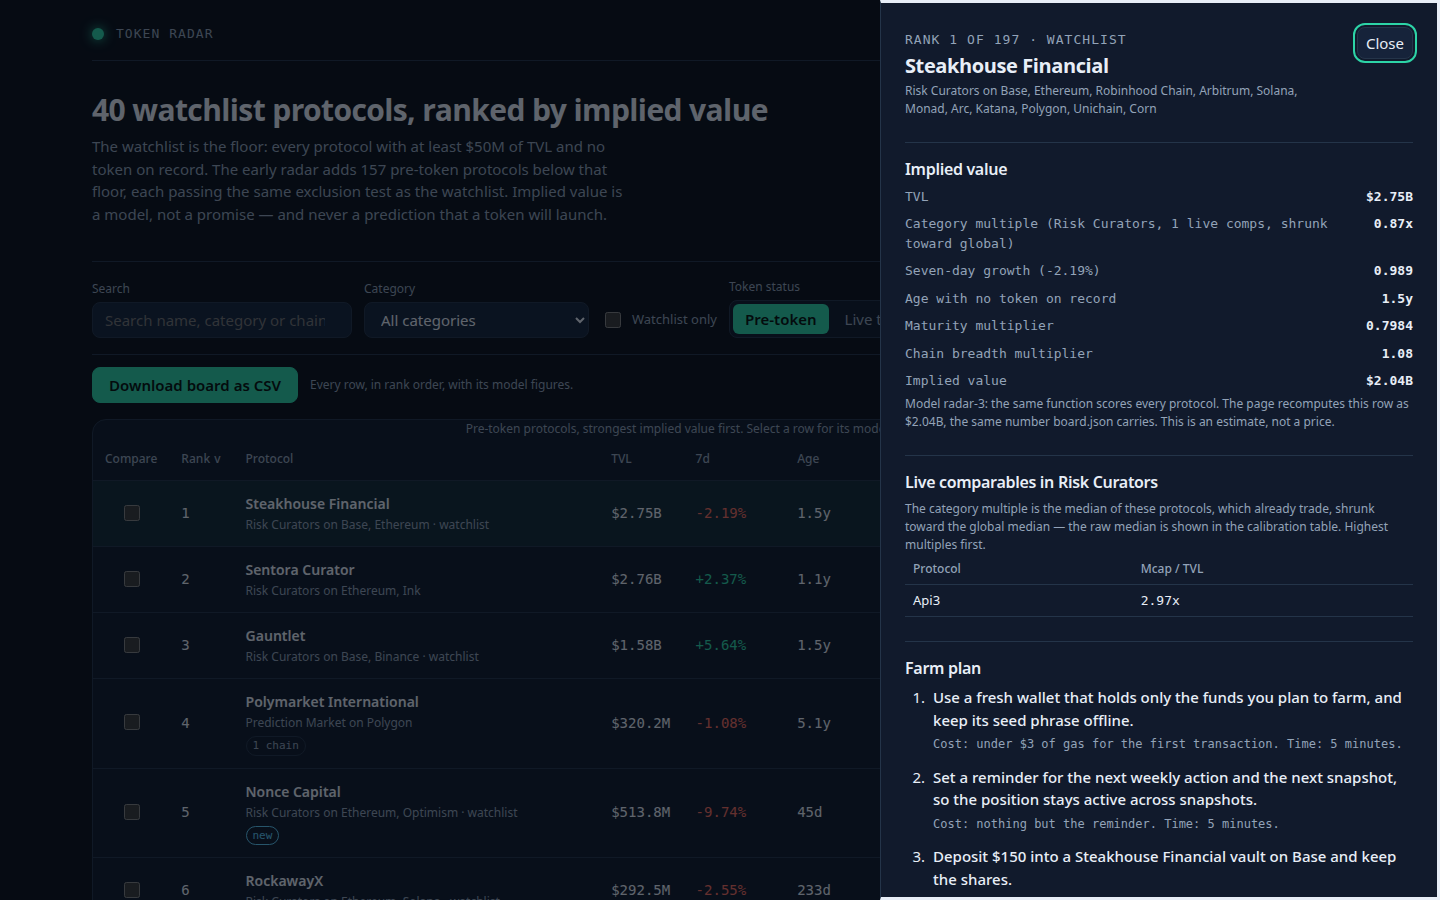 TOKEN RADAR
40 watchlist protocols, ranked by implied value
The watchlist is the floor: every protocol with at least $50M of TVL and no
token on record. The early radar adds 157 pre-token protocols below that
floor, each passing the same exclusion test as the watchlist. Implied value is
a model, not a promise — and never a prediction that a token will launch.
Search
Category
Token status
Search name, category or chain
All categories
Watchlist only
Pre-token
Live t
Download board as CSV
Every row, in rank order, with its model figures.
Pre-token protocols, strongest implied value first. Select a row for its mod
Compare Rank v Protocol TVL 7d Age
1 Steakhouse Financial $2.75B -2.19% 1.5y
Risk Curators on Base, Ethereum · watchlist
2 Sentora Curator $2.76B +2.37% 1.1y
Risk Curators on Ethereum, Ink
3 Gauntlet $1.58B +5.64% 1.5y
Risk Curators on Base, Binance · watchlist
4 Polymarket International $320.2M -1.08% 5.1y
Prediction Market on Polygon
1 chain
5 Nonce Capital $513.8M -9.74% 45d
Risk Curators on Ethereum, Optimism · watchlist
new
6 RockawayX $292.5M -2.55% 233d
Risk Curators on Ethereum, Solana · watchlist
RANK 1 OF 197 · WATCHLIST
Close
Steakhouse Financial
Risk Curators on Base, Ethereum, Robinhood Chain, Arbitrum, Solana,
Monad, Arc, Katana, Polygon, Unichain, Corn
Implied value
TVL $2.75B
Category multiple (Risk Curators, 1 live comps, shrunk 0.87x
toward global)
Seven-day growth (-2.19%) 0.989
Age with no token on record 1.5y
Maturity multiplier 0.7984
Chain breadth multiplier 1.08
Implied value $2.04B
Model radar-3: the same function scores every protocol. The page recomputes this row as
$2.04B, the same number board.json carries. This is an estimate, not a price.
Live comparables in Risk Curators
The category multiple is the median of these protocols, which already trade, shrunk
toward the global median — the raw median is shown in the calibration table. Highest
multiples first.
Protocol Mcap / TVL
Api3 2.97x
Farm plan
1. Use a fresh wallet that holds only the funds you plan to farm, and
keep its seed phrase offline.
Cost: under $3 of gas for the first transaction. Time: 5 minutes.
2. Set a reminder for the next weekly action and the next snapshot,
so the position stays active across snapshots.
Cost: nothing but the reminder. Time: 5 minutes.
3. Deposit $150 into a Steakhouse Financial vault on Base and keep
the shares.